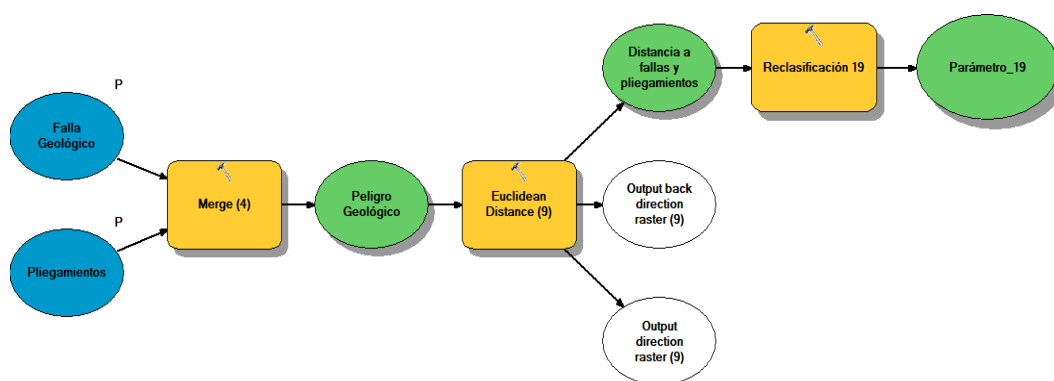 P
Falla
Geológico
P
Pliegamientos
Merge (4)
Peligro
Geológico
Euclidean
Distance (9)
Distancia a
fallas y
pliegamientos
Reclasificación 19
Parámetro_19
Output back
direction
raster (9)
Output
direction
raster (9)